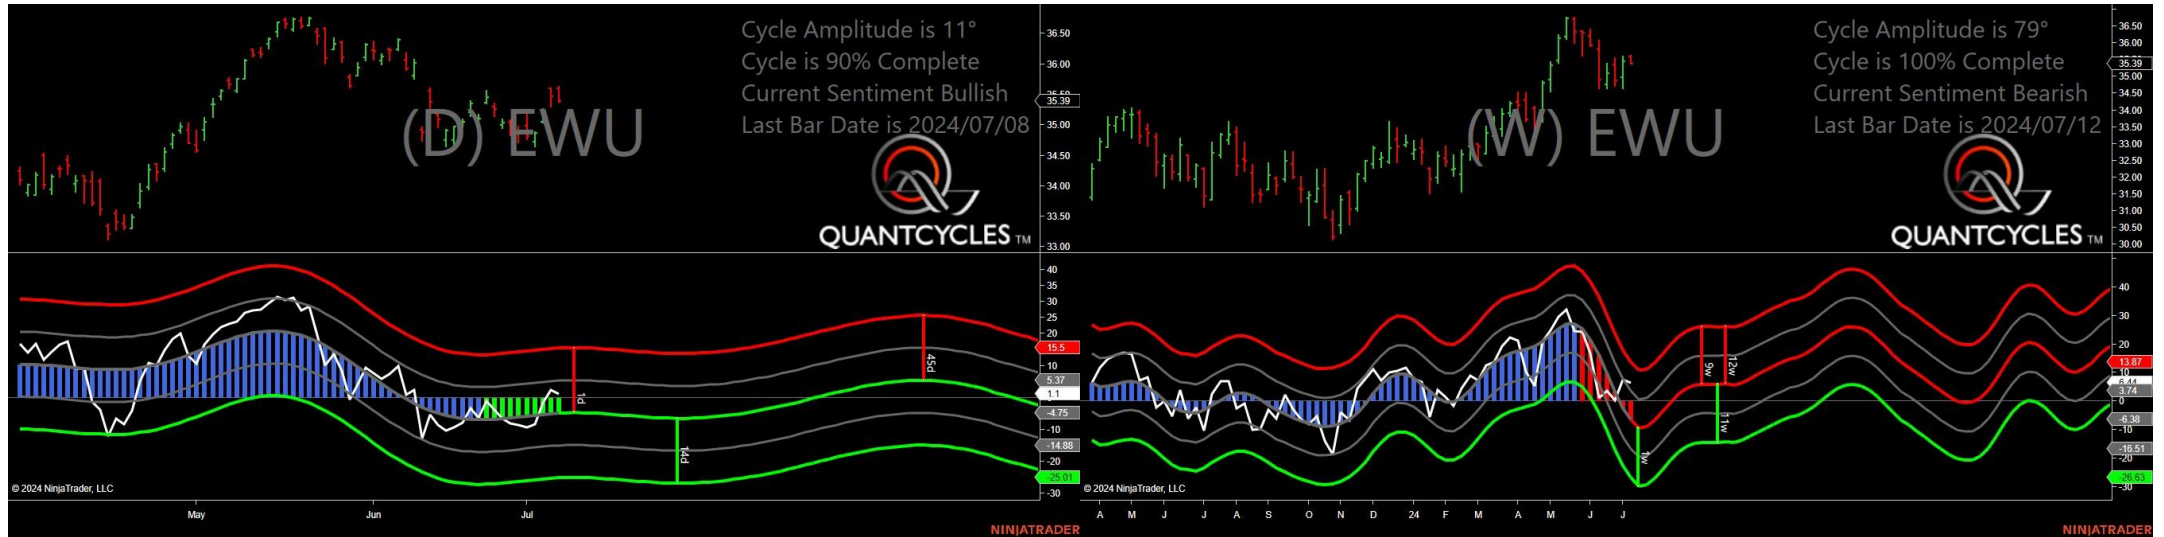 Cycle Amplitude is 11°
Cycle is 90% Complete
Current Sentiment Bullish
Last Bar Date is 2024/07/08
(D) EWU
QUANTCYCLES TM
36.50
36.00
35.50
35.39
35.00
34.50
34.00
33.50
33.00
40
35
30
25
20
15.5
10
5.37
1.1
-4.75
-10
-14.88
-20
-25.01
-30
1d
14d
45d
© 2024 NinjaTrader, LLC
May Jun Jul
NINJATRADER
Cycle Amplitude is 79°
Cycle is 100% Complete
Current Sentiment Bearish
Last Bar Date is 2024/07/12
(W) EWU
QUANTCYCLES TM
36.50
36.00
35.39
35.00
34.50
34.00
33.50
33.00
32.50
32.00
31.50
31.00
30.50
30.00
40
30
20
13.87
10
6.44
3.74
0
-6.38
-10
-16.51
-20
-26.63
-30
1w
9w
11w
12w
© 2024 NinjaTrader, LLC
A M J J A S O N D 24 F M A M J J
NINJATRADER